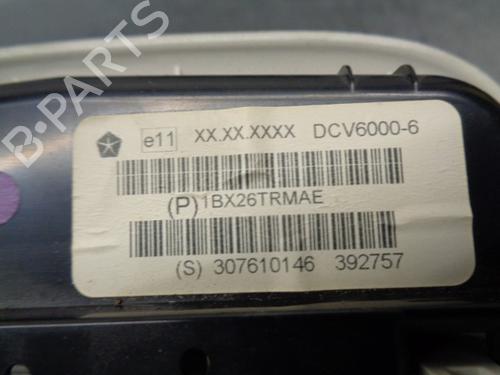 B-PARTS
e11 XX.XX.XXXX DCV6000-6
(P) 1BX26TRMAE
(S) 307610146 392757